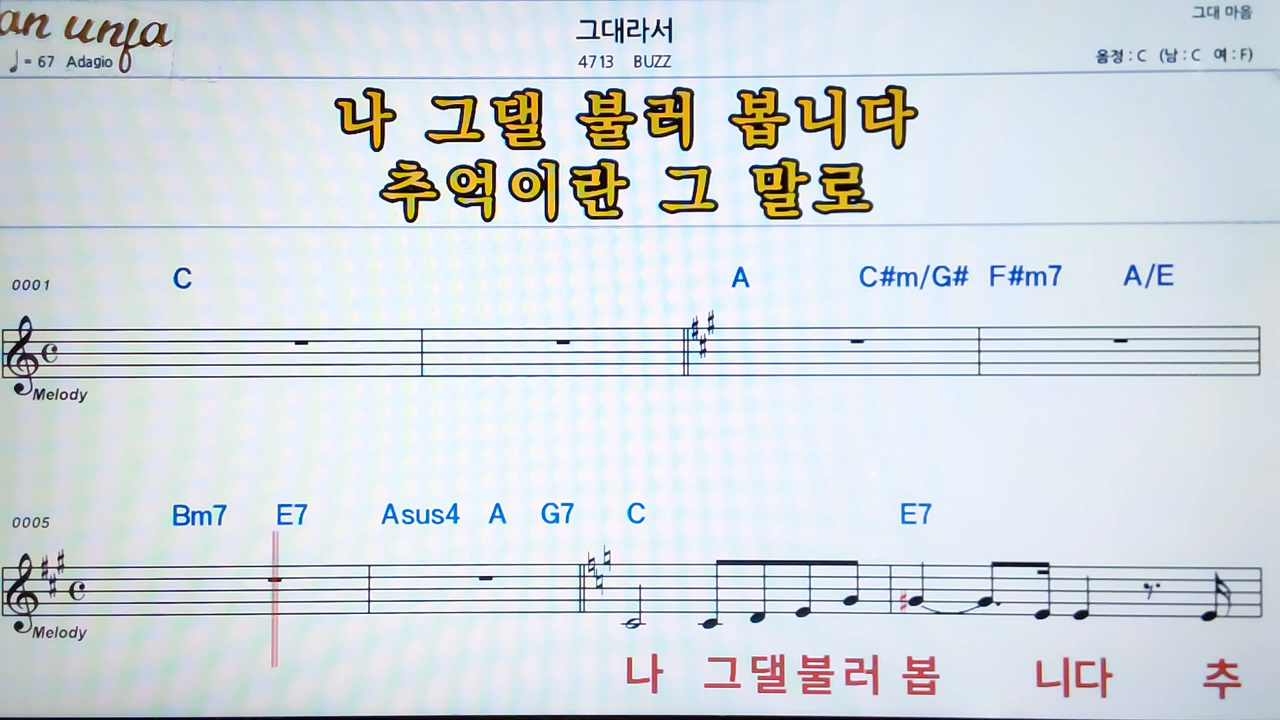 an unfa
그대라서
그대 마음
♩= 67 Adagio
4713 BUZZ
음정 : C (남 : C 여 : F)
나 그댈 불러 봅니다
추억이란 그 말로
0001 C A C#m/G# F#m7 A/E
Melody
0005 Bm7 E7 Asus4 A G7 C E7
Melody
나 그댈불러 봅 니다 추